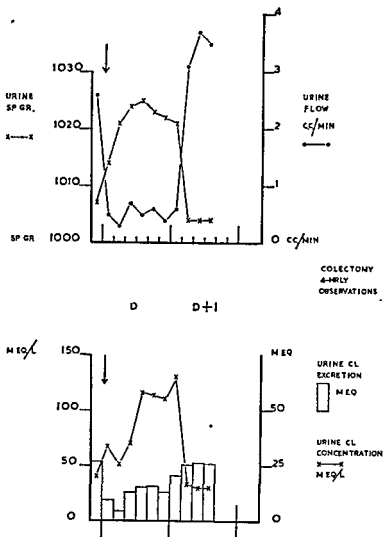 4
1030
3
URINE
SP GR.
URINE
FLOW
x—x
1020
2
CC/MIN
1010
1
SP GR
1000
0 CC/MIN
COLECTOMY
4-HRLY
OBSERVATIONS
D
D+1
MEQ/L
150
MEQ
URINE CL
EXCRETION
MEQ
100
50
URINE CL
CONCENTRATION
x—x
MEQ/L
50
25
0
0